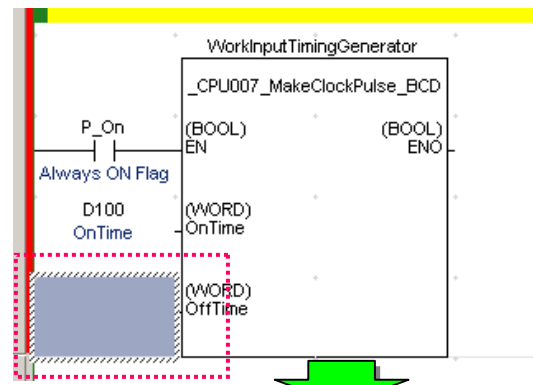 WorkInputTimingGenerator
_CPU007_MakeClockPulse_BCD
P_On
(BOOL)
(BOOL)
EN
ENO
Always ON Flag
D100
(WORD)
OnTime
OnTime
(WORD)
OffTime